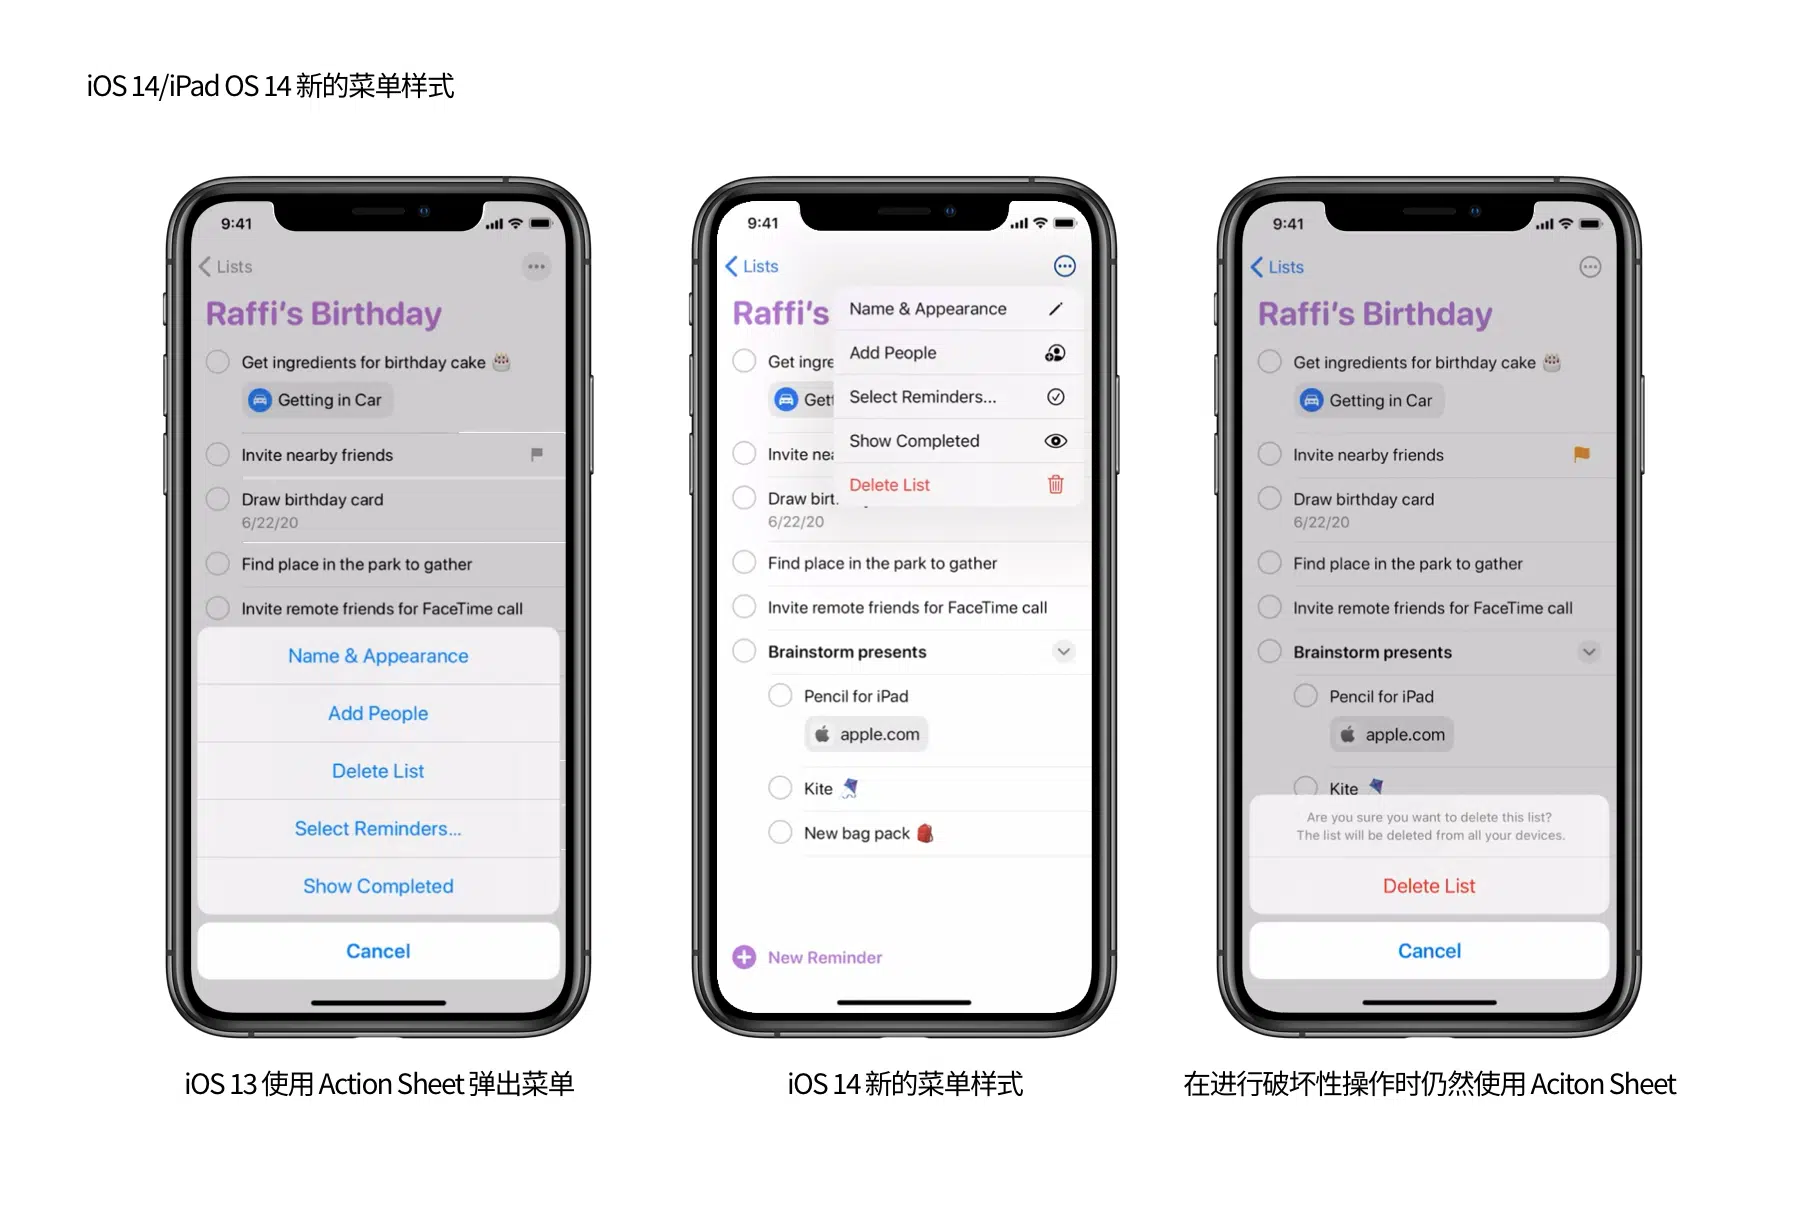 iOS 14/iPad OS 14 新的菜单样式
9:41
Lists
Raffi's Birthday
Get ingredients for birthday cake
Getting in Car
Invite nearby friends
Draw birthday card
6/22/20
Find place in the park to gather
Invite remote friends for FaceTime call
Name & Appearance
Add People
Delete List
Select Reminders...
Show Completed
Cancel
iOS 13 使用 Action Sheet 弹出菜单
9:41
Lists
Raffi's
Name & Appearance
Add People
Select Reminders...
Show Completed
Delete List
Get ingre
Get
Invite nea
Draw birt
6/22/20
Find place in the park to gather
Invite remote friends for FaceTime call
Brainstorm presents
Pencil for iPad
apple.com
Kite
New bag pack
New Reminder
iOS 14 新的菜单样式
9:41
Lists
Raffi's Birthday
Get ingredients for birthday cake
Getting in Car
Invite nearby friends
Draw birthday card
6/22/20
Find place in the park to gather
Invite remote friends for FaceTime call
Brainstorm presents
Pencil for iPad
apple.com
Kite
Are you sure you want to delete this list?
The list will be deleted from all your devices.
Delete List
Cancel
在进行破坏性操作时仍然使用 Aciton Sheet